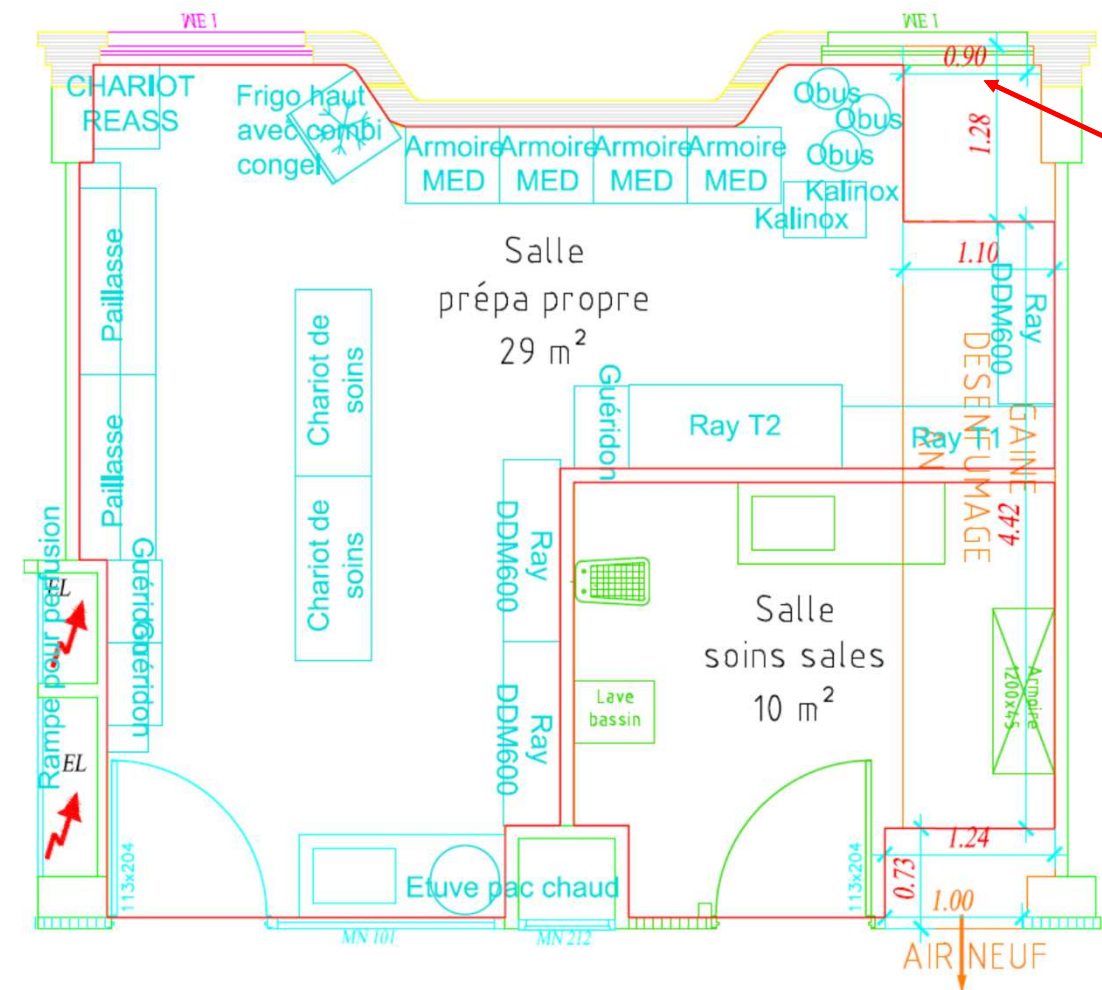 ME 1
ME 1
CHARIOT
REASS
Frigo haut
avec combi
congel
Armoire
MED
Armoire
MED
Armoire
MED
Armoire
MED
Obus
Obus
Obus
Kalinox
Kalinox
0.90
1.28
1.10
Salle
prépa propre
29 m²
Paillasse
Paillasse
Chariot de
soins
Chariot de
soins
Guéridon
Ray T2
Ray T1
Ray
DDM600
GAINE
DESENFUMAGE
AN
4.42
Ray
DDM600
Ray
DDM600
Guéridon
Guéridon
Rampe pour perfusion
EL
EL
Salle
soins sales
10 m²
Lave
bassin
Armoire
1200x45
113x204
113x204
Etuve pac chaud
MN 101
MN 212
1.24
0.73
1.00
AIR NEUF